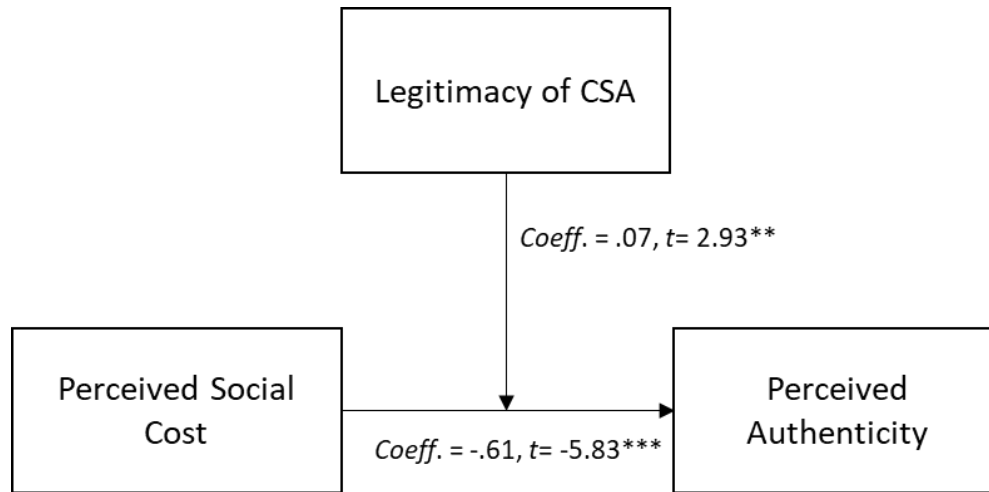 Legitimacy of CSA
Coeff. = .07, t= 2.93**
Perceived Social
Cost
Perceived
Authenticity
Coeff. = -.61, t= -5.83***